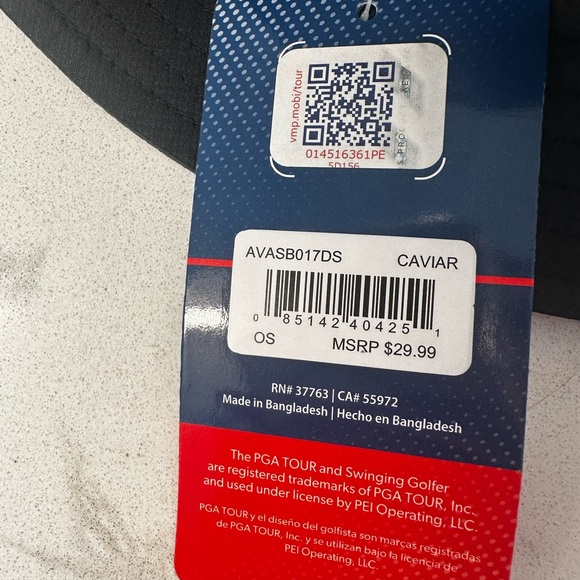 vmp.mobi/tour
014516361PE
5D156
AVASB017DS CAVIAR
0 85142 40425 1
OS MSRP $29.99
RN# 37763 | CA# 55972
Made in Bangladesh | Hecho en Bangladesh
The PGA TOUR and Swinging Golfer
are registered trademarks of PGA TOUR, Inc.
and used under license by PEI Operating, LLC.
PGA TOUR y el diseño del golfista son marcas registradas
de PGA TOUR, Inc. y se utilizan bajo la licencia de
PEI Operating, LLC.